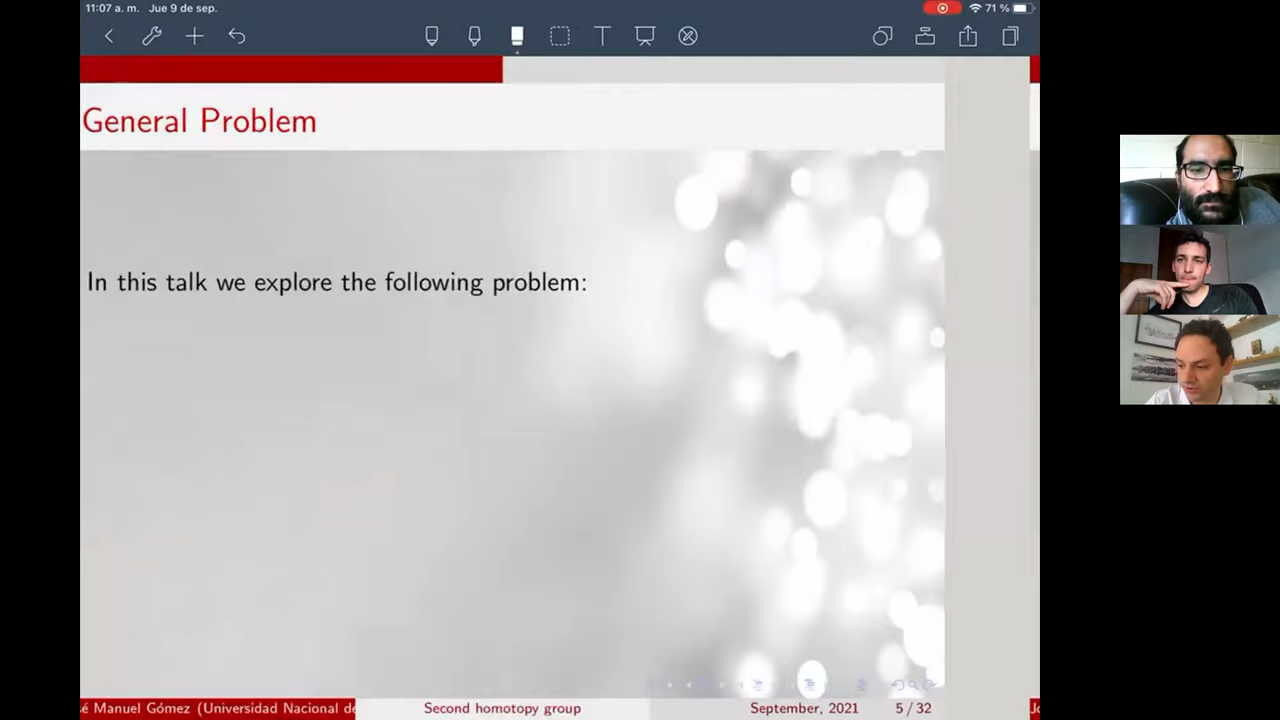 11:07 a. m. Jue 9 de sep.
71 %
General Problem
In this talk we explore the following problem:
é Manuel Gómez (Universidad Nacional de
Second homotopy group
September, 2021
5 / 32